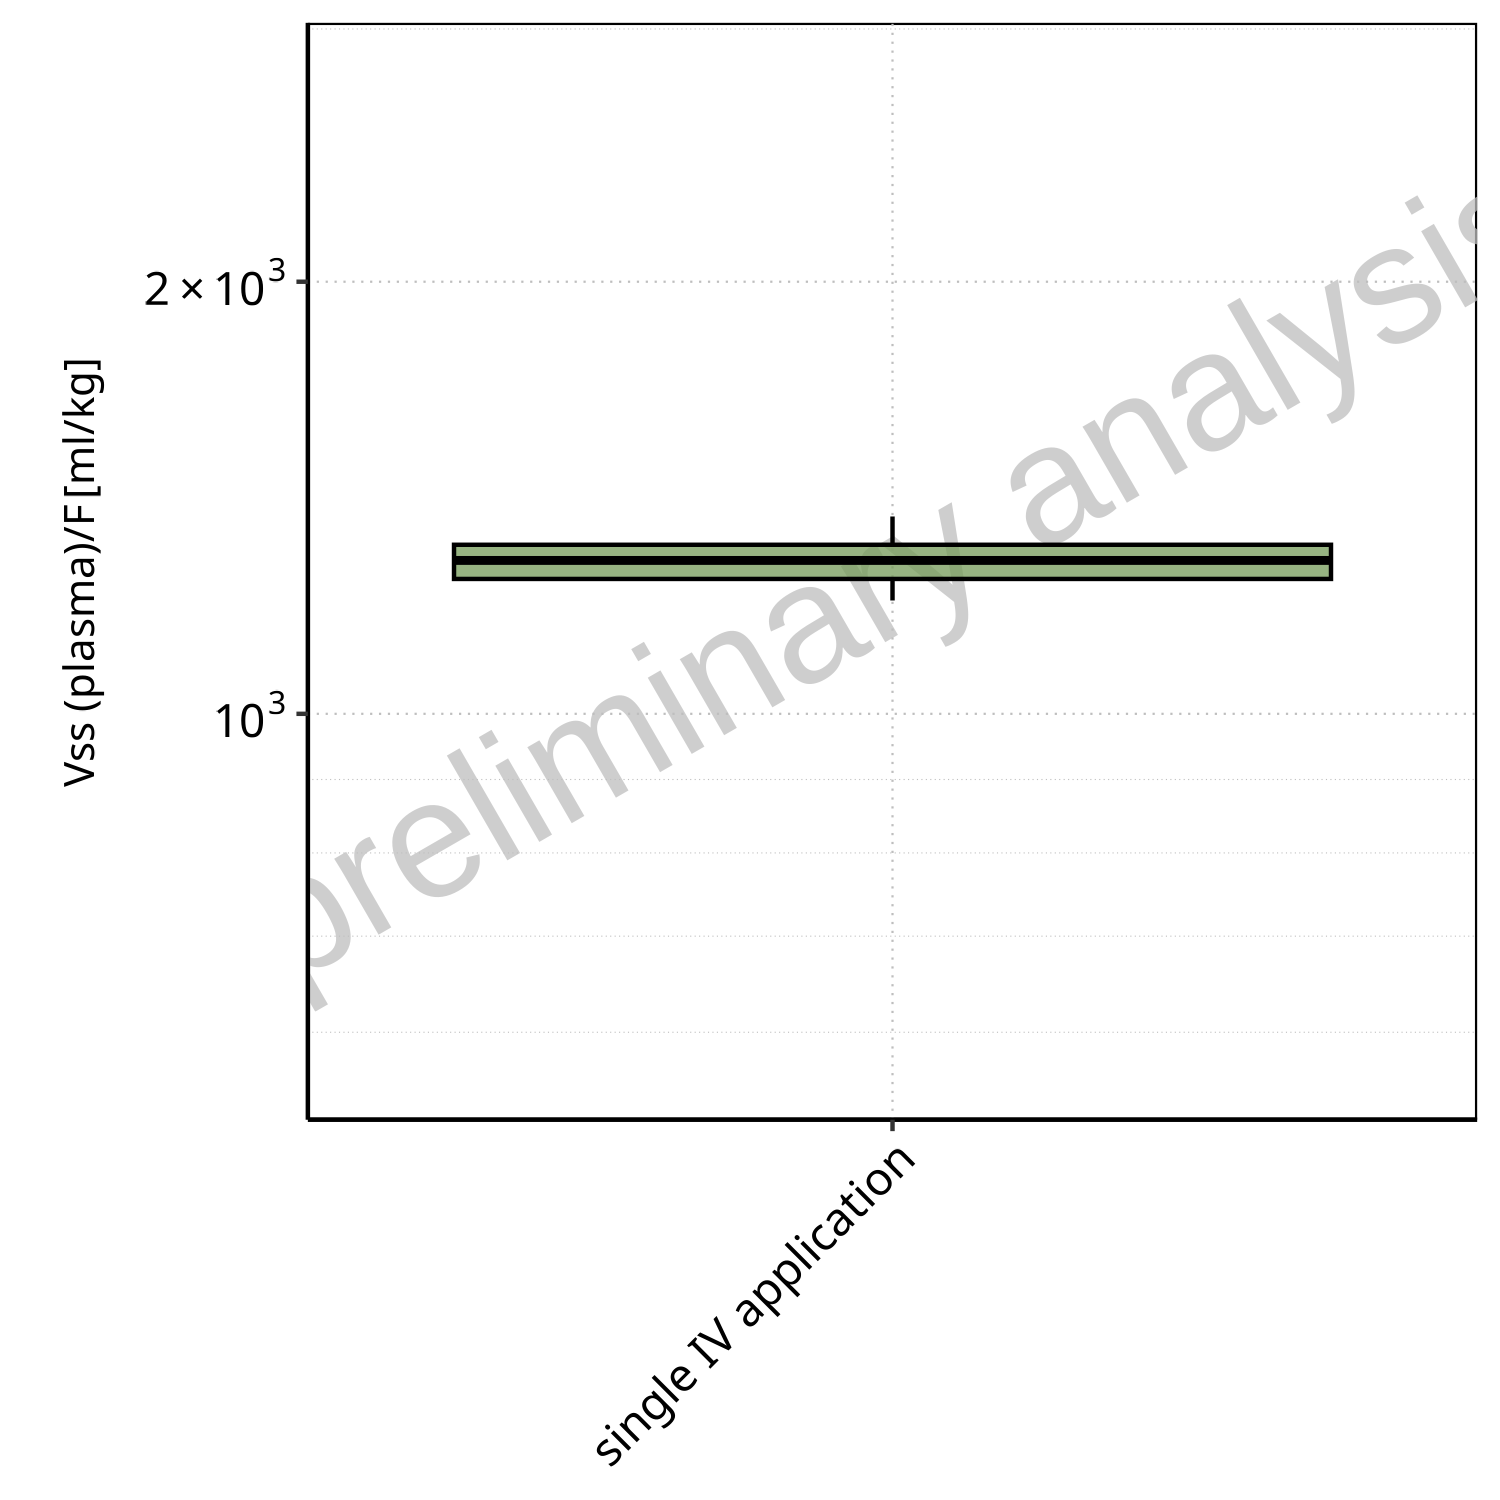 Vss (plasma)/F [ml/kg]
2 × 10³
10³
preliminary analysis
single IV application